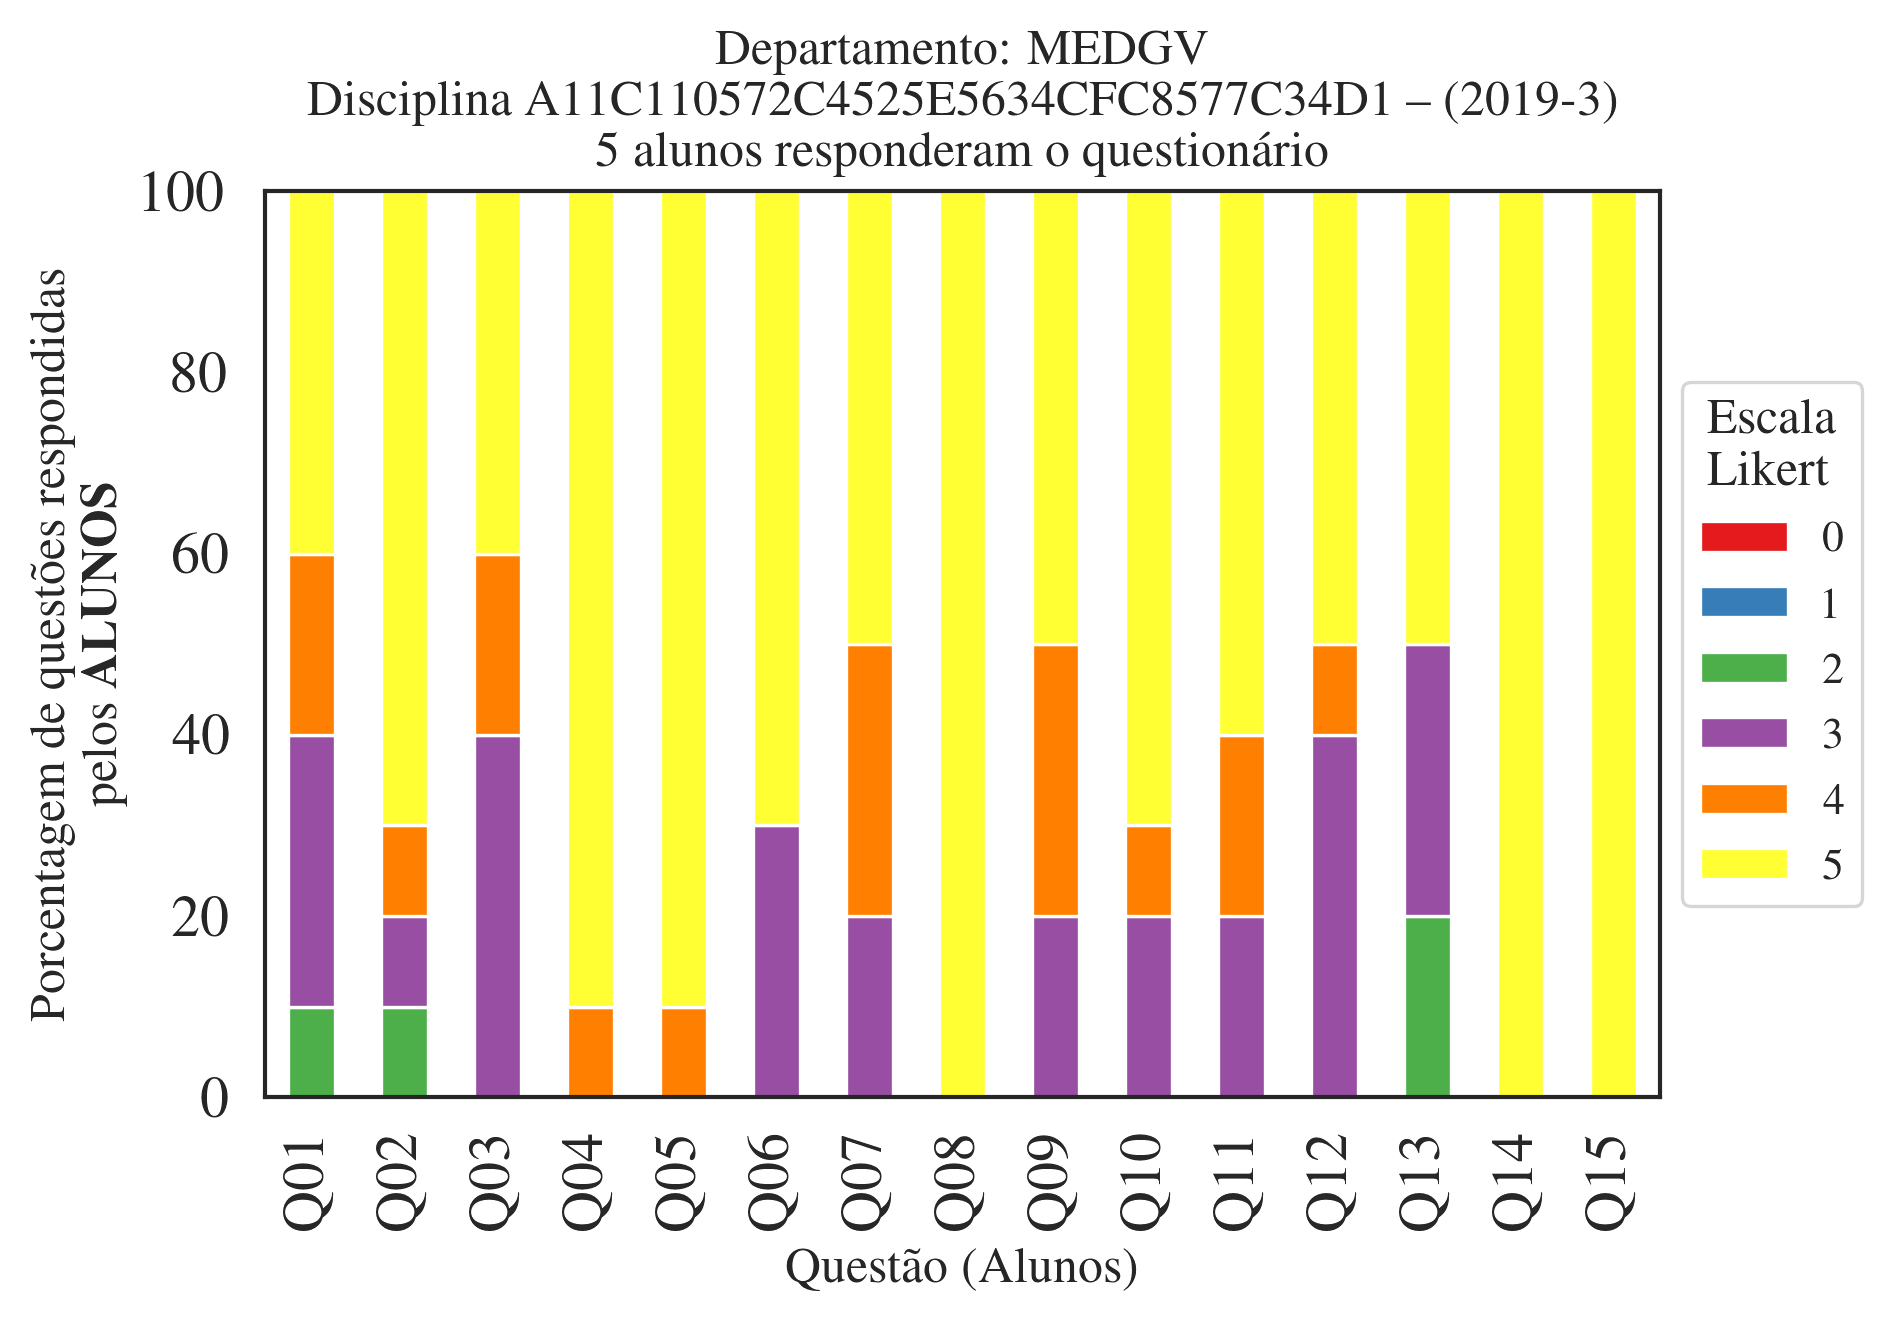 Departamento: MEDGV
Disciplina A11C110572C4525E5634CFC8577C34D1 – (2019-3)
5 alunos responderam o questionário
Porcentagem de questões respondidas
pelos ALUNOS
100
80
60
40
20
0
Q01
Q02
Q03
Q04
Q05
Q06
Q07
Q08
Q09
Q10
Q11
Q12
Q13
Q14
Q15
Questão (Alunos)
Escala
Likert
0
1
2
3
4
5